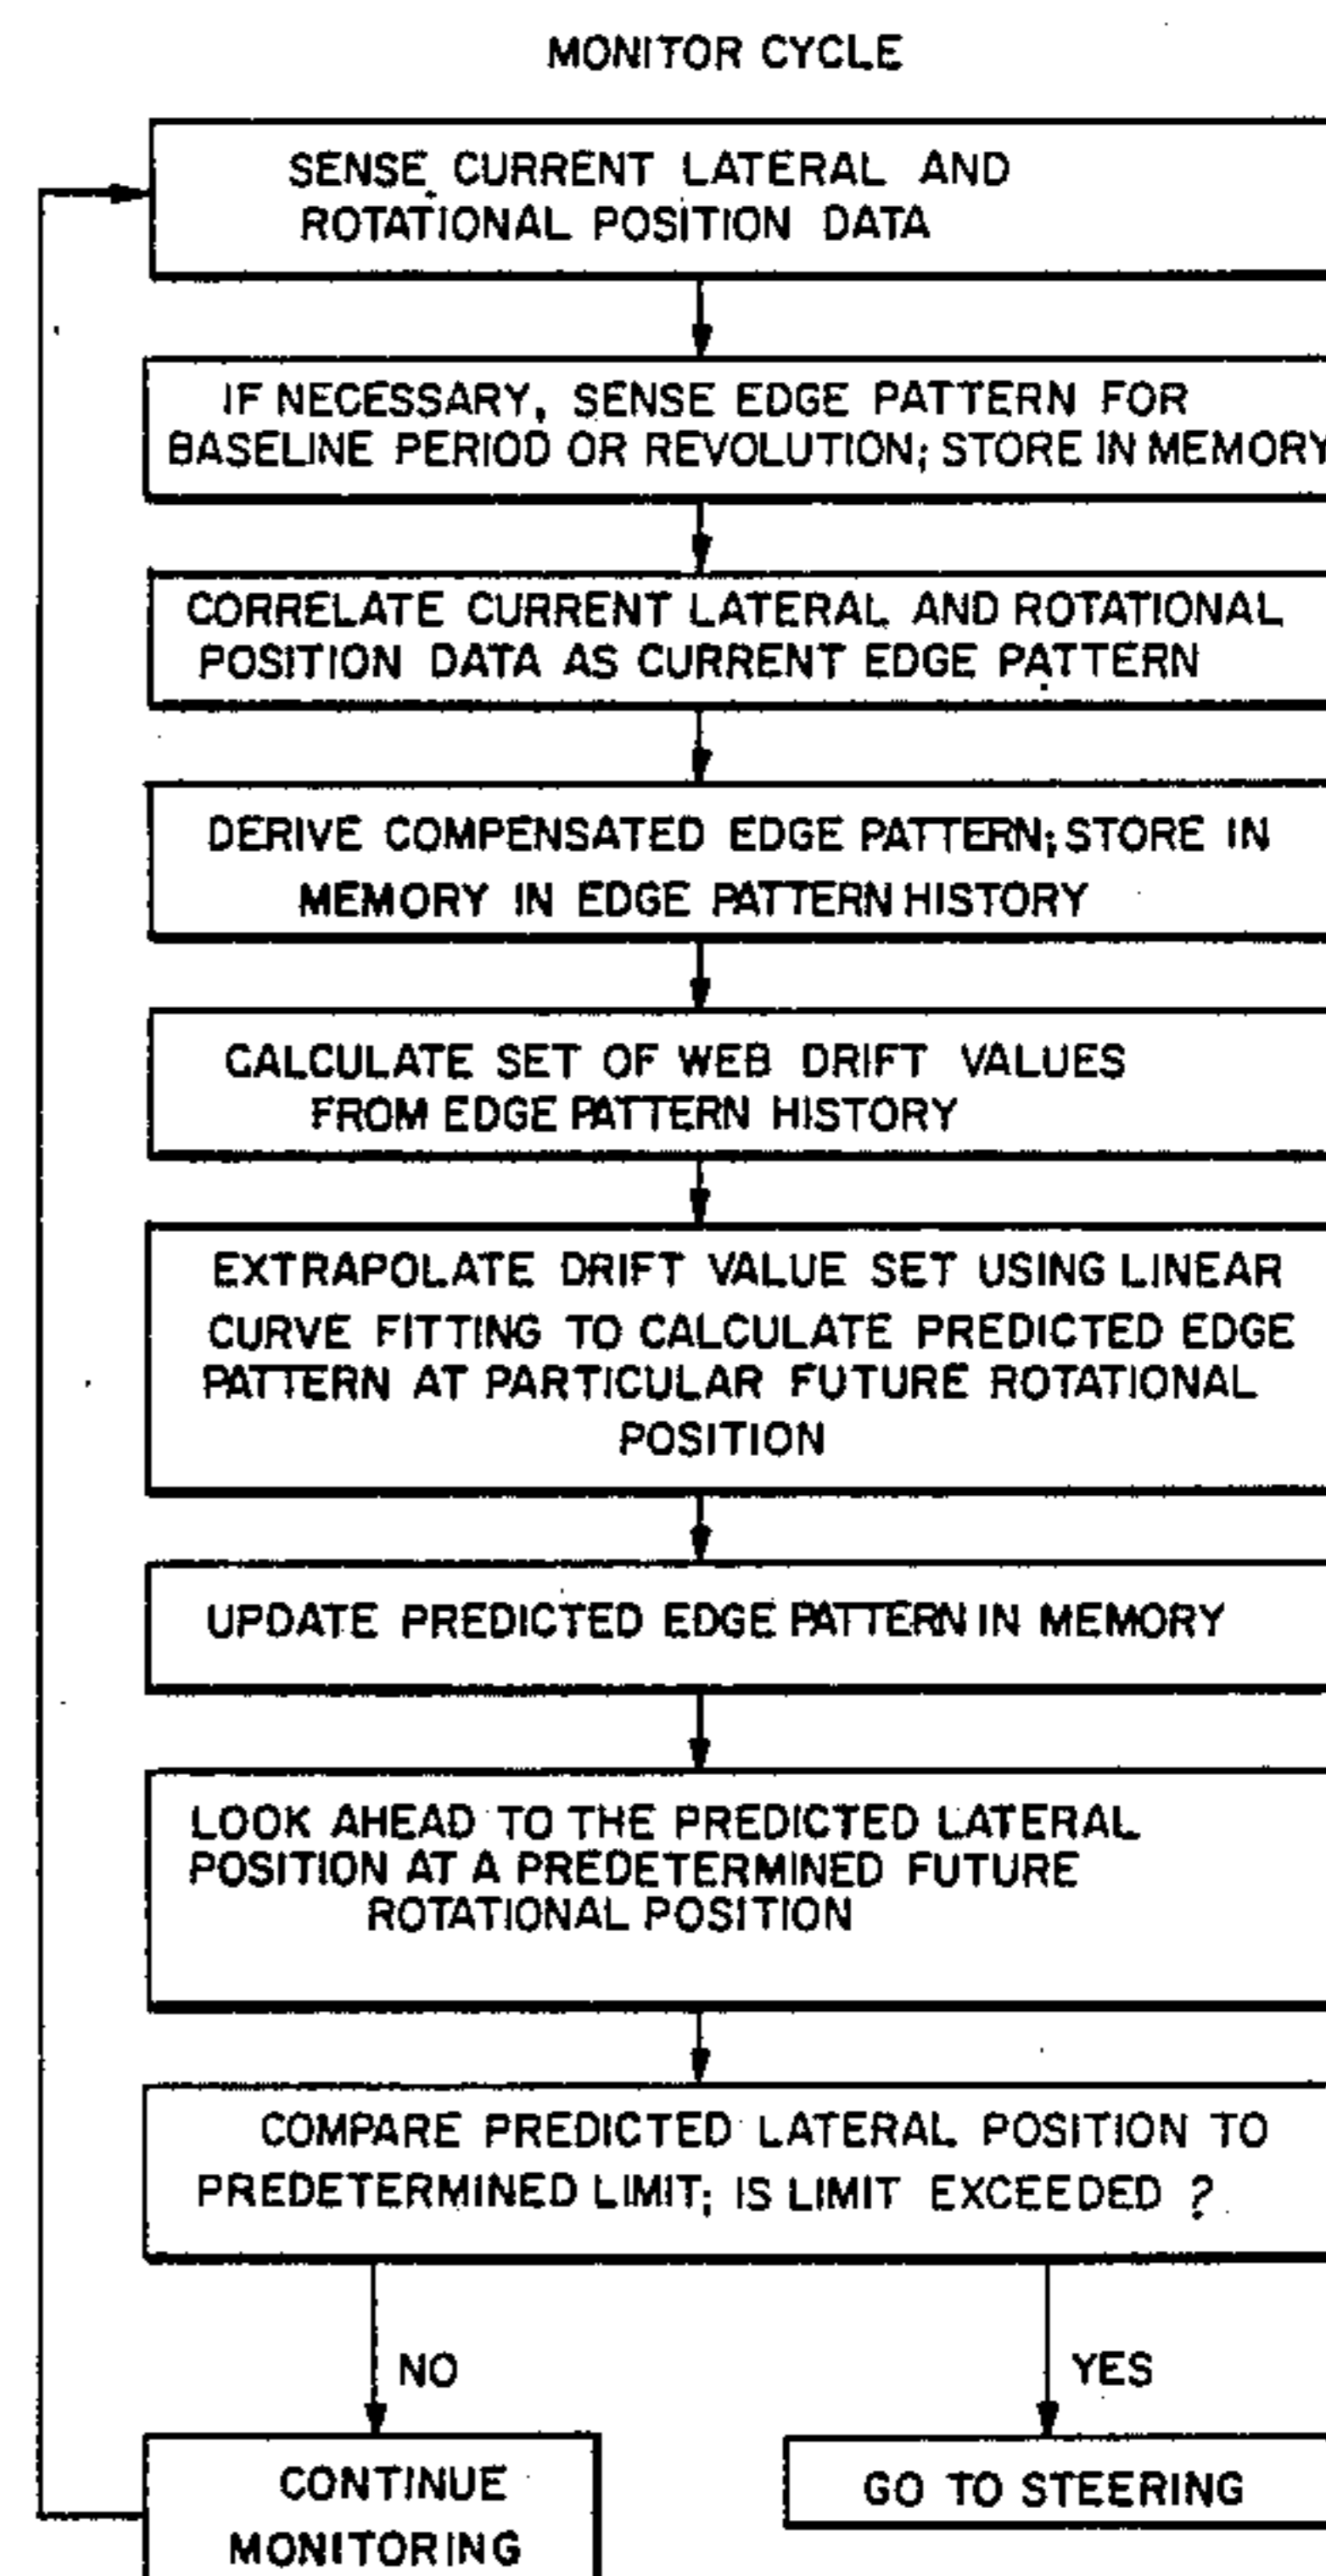 MONITOR CYCLE
SENSE CURRENT LATERAL AND
ROTATIONAL POSITION DATA
IF NECESSARY, SENSE EDGE PATTERN FOR
BASELINE PERIOD OR REVOLUTION; STORE IN MEMORY
CORRELATE CURRENT LATERAL AND ROTATIONAL
POSITION DATA AS CURRENT EDGE PATTERN
DERIVE COMPENSATED EDGE PATTERN; STORE IN
MEMORY IN EDGE PATTERN HISTORY
CALCULATE SET OF WEB DRIFT VALUES
FROM EDGE PATTERN HISTORY
EXTRAPOLATE DRIFT VALUE SET USING LINEAR
CURVE FITTING TO CALCULATE PREDICTED EDGE
PATTERN AT PARTICULAR FUTURE ROTATIONAL
POSITION
UPDATE PREDICTED EDGE PATTERN IN MEMORY
LOOK AHEAD TO THE PREDICTED LATERAL
POSITION AT A PREDETERMINED FUTURE
ROTATIONAL POSITION
COMPARE PREDICTED LATERAL POSITION TO
PREDETERMINED LIMIT; IS LIMIT EXCEEDED ?
NO
YES
CONTINUE
MONITORING
GO TO STEERING